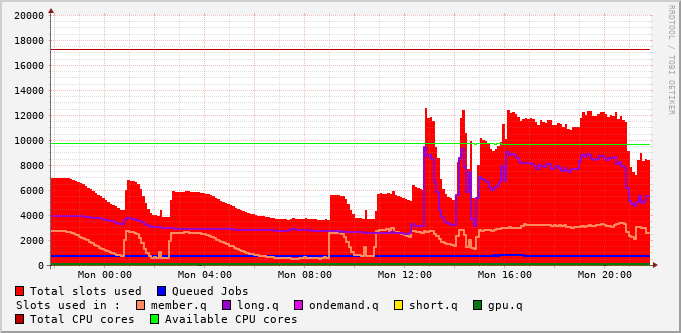 20000
18000
16000
14000
12000
10000
8000
6000
4000
2000
0
Mon 00:00 Mon 04:00 Mon 08:00 Mon 12:00 Mon 16:00 Mon 20:00
RRDTOOL / TOBI OETIKER
Total slots used Queued Jobs
Slots used in : member.q long.q ondemand.q short.q gpu.q
Total CPU cores Available CPU cores